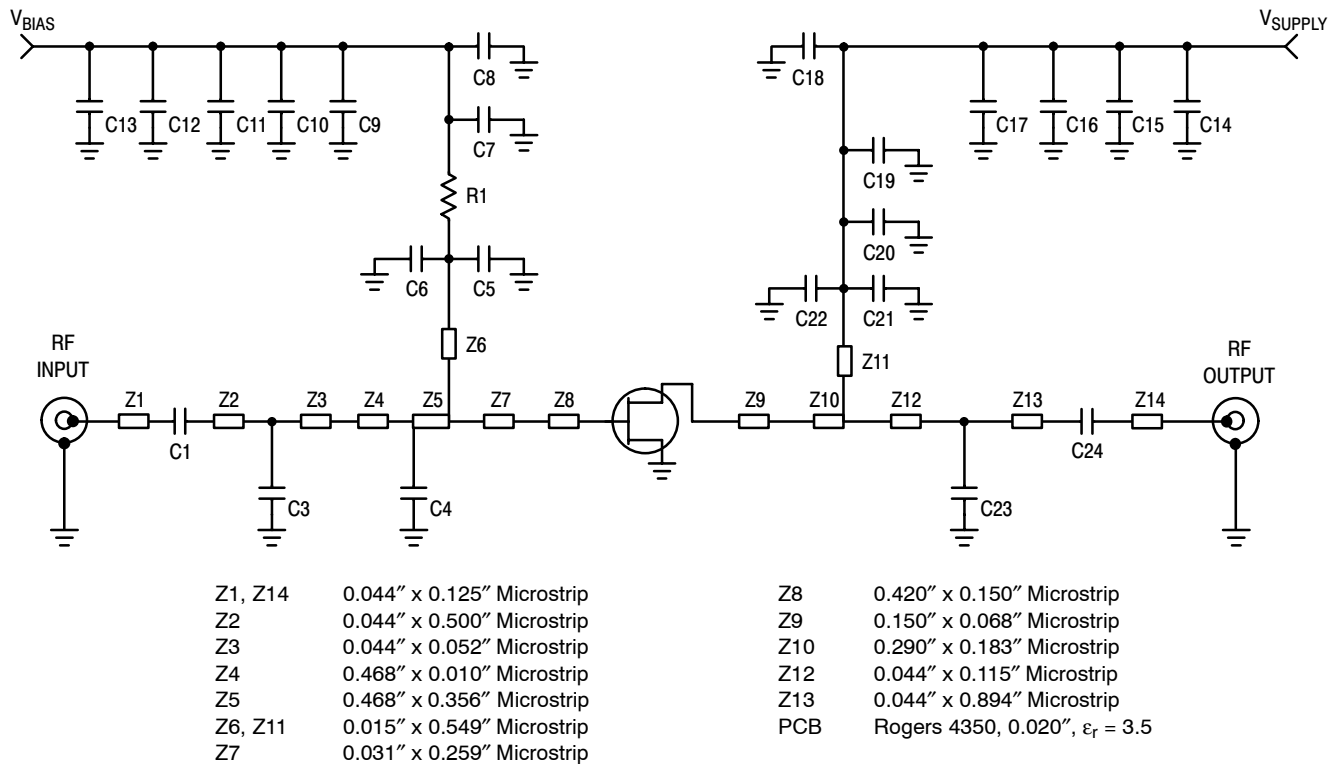 VBIAS
VSUPPLY
C8
C18
C13
C12
C11
C10
C9
C17
C16
C15
C14
C7
C19
R1
C20
C6
C5
C22
C21
Z6
Z11
RF
INPUT
RF
OUTPUT
Z1
Z2
Z3
Z4
Z5
Z7
Z8
Z9
Z10
Z12
Z13
Z14
C1
C24
C3
C4
C23
Z1, Z14 0.044″ x 0.125″ Microstrip
Z2 0.044″ x 0.500″ Microstrip
Z3 0.044″ x 0.052″ Microstrip
Z4 0.468″ x 0.010″ Microstrip
Z5 0.468″ x 0.356″ Microstrip
Z6, Z11 0.015″ x 0.549″ Microstrip
Z7 0.031″ x 0.259″ Microstrip
Z8 0.420″ x 0.150″ Microstrip
Z9 0.150″ x 0.068″ Microstrip
Z10 0.290″ x 0.183″ Microstrip
Z12 0.044″ x 0.115″ Microstrip
Z13 0.044″ x 0.894″ Microstrip
PCB Rogers 4350, 0.020″, εr = 3.5